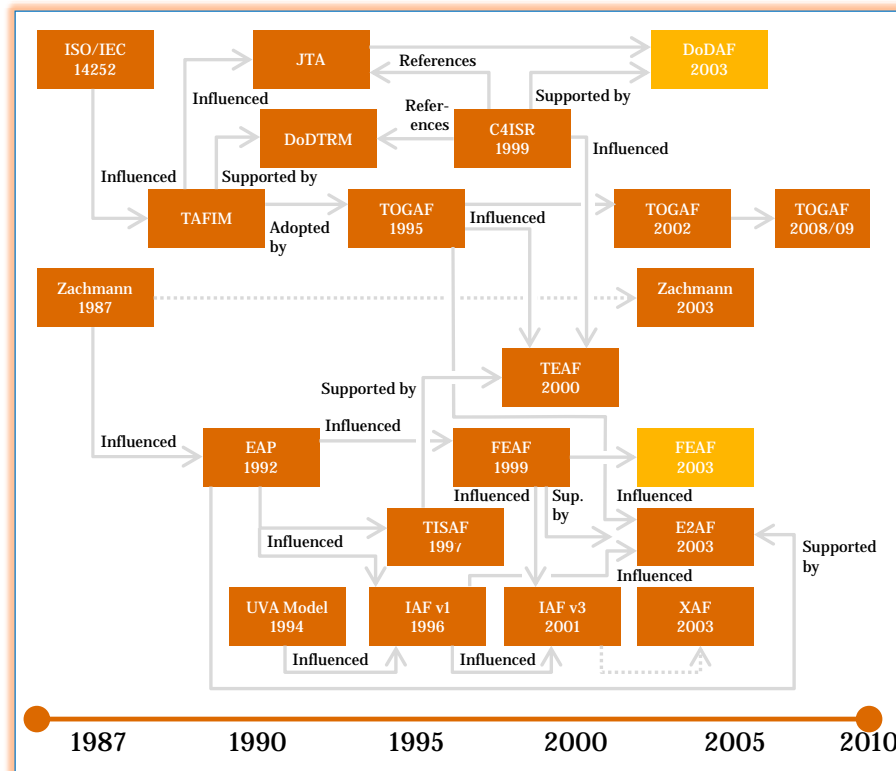 ISO/IEC
14252
JTA
DoDAF
2003
References
Influenced
Supported by
Refer-
ences
DoDTRM
C4ISR
1999
Influenced
Influenced
Supported by
TAFIM
Adopted
by
TOGAF
1995
Influenced
TOGAF
2002
TOGAF
2008/09
Zachmann
1987
Zachmann
2003
TEAF
2000
Supported by
Influenced
Influenced
EAP
1992
FEAF
1999
FEAF
2003
Influenced
Sup.
by
Influenced
Influenced
TISAF
1997
E2AF
2003
Supported
by
Influenced
UVA Model
1994
IAF v1
1996
IAF v3
2001
XAF
2003
Influenced
Influenced
1987
1990
1995
2000
2005
2010